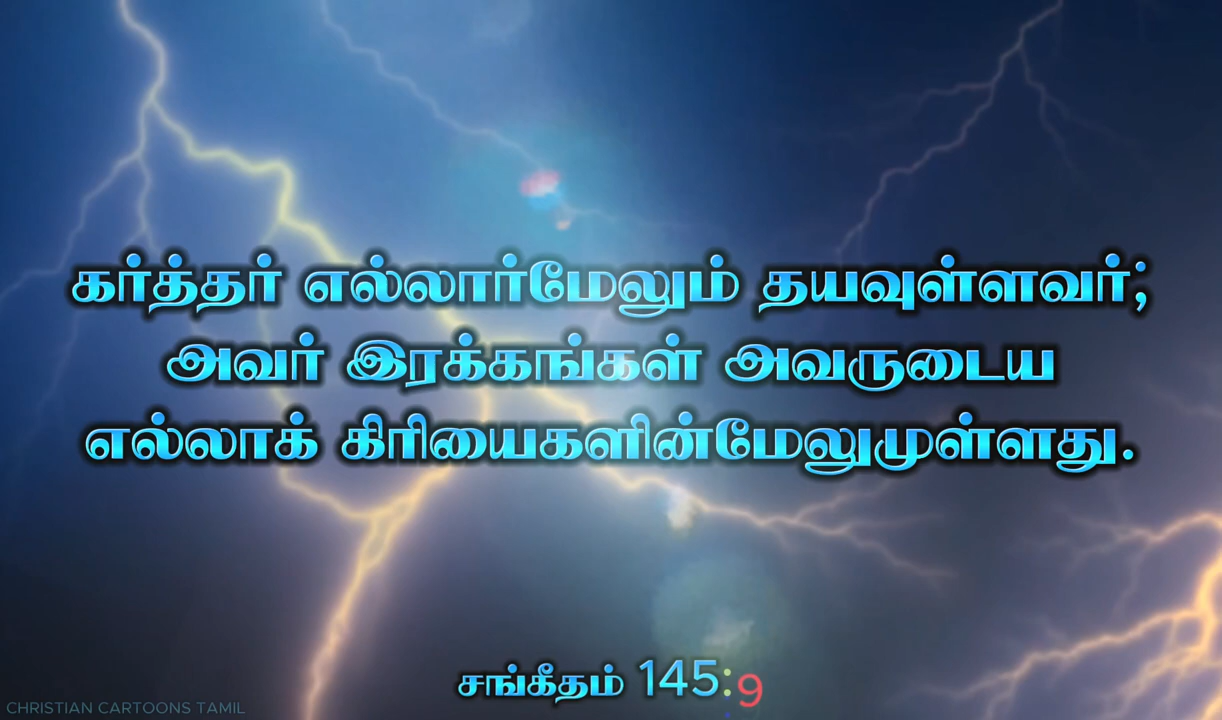 கர்த்தர் எல்லார்மேலும் தயவுள்ளவர்;
அவர் இரக்கங்கள் அவருடைய
எல்லாக் கிரியைகளின்மேலுமுள்ளது.
சங்கீதம் 145:9
CHRISTIAN CARTOONS TAMIL